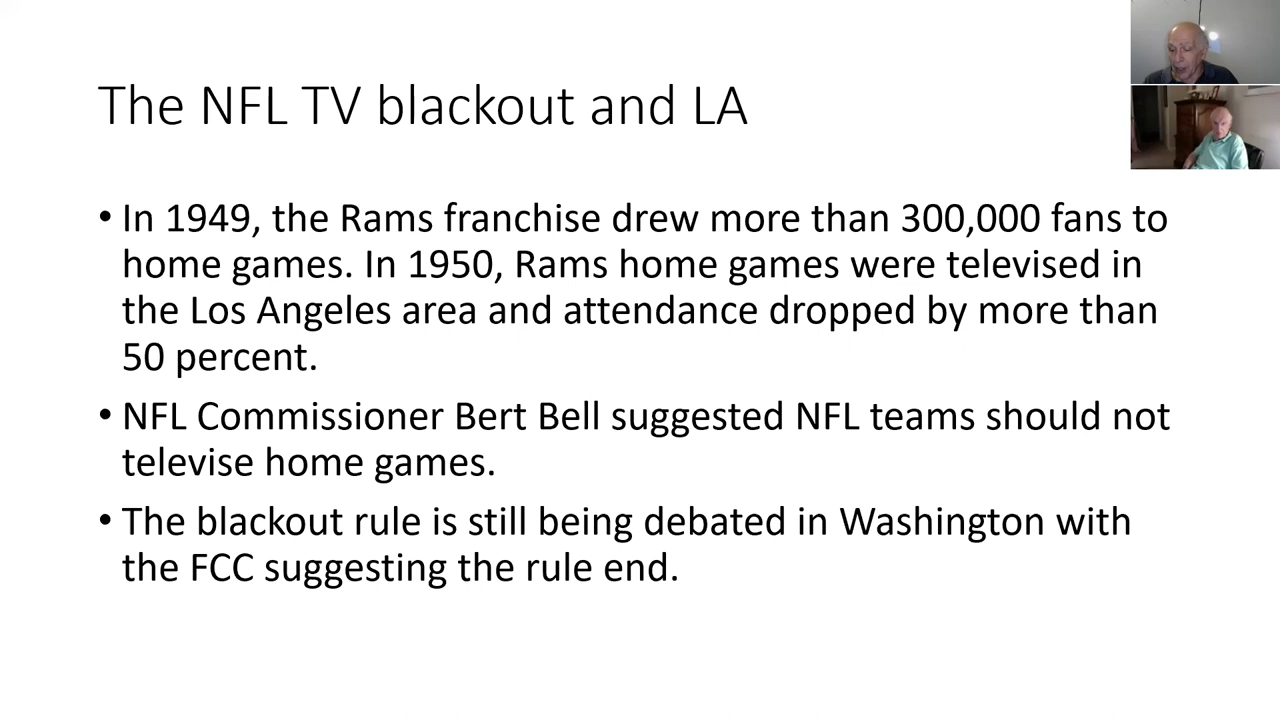 The NFL TV blackout and LA
• In 1949, the Rams franchise drew more than 300,000 fans to
home games. In 1950, Rams home games were televised in
the Los Angeles area and attendance dropped by more than
50 percent.
• NFL Commissioner Bert Bell suggested NFL teams should not
televise home games.
• The blackout rule is still being debated in Washington with
the FCC suggesting the rule end.